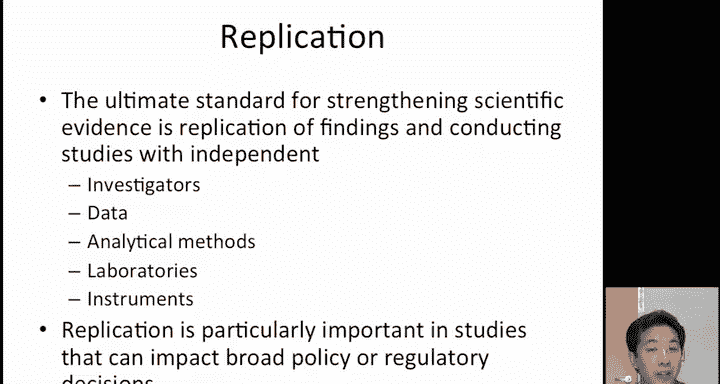 Replication
• The ultimate standard for strengthening scientific
evidence is replication of findings and conducting
studies with independent
– Investigators
– Data
– Analytical methods
– Laboratories
– Instruments
• Replication is particularly important in studies
that can impact broad policy or regulatory
decisions